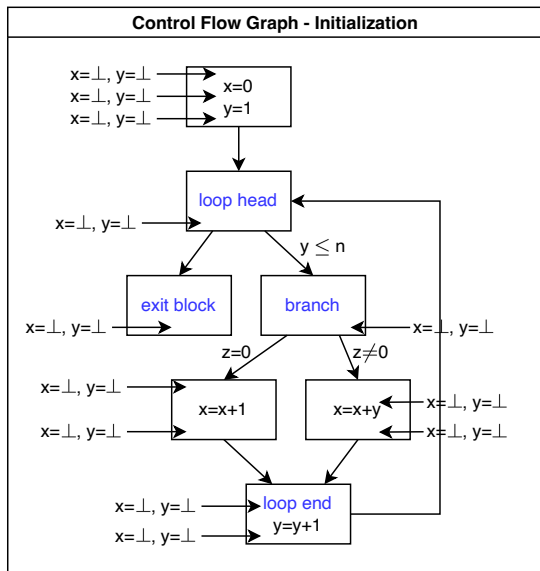 Control Flow Graph - Initialization
x=⊥, y=⊥
x=0
x=⊥, y=⊥
y=1
x=⊥, y=⊥
loop head
x=⊥, y=⊥
y ≤ n
exit block
branch
x=⊥, y=⊥
x=⊥, y=⊥
z=0
z≠0
x=⊥, y=⊥
x=x+1
x=x+y
x=⊥, y=⊥
x=⊥, y=⊥
x=⊥, y=⊥
loop end
x=⊥, y=⊥
y=y+1
x=⊥, y=⊥